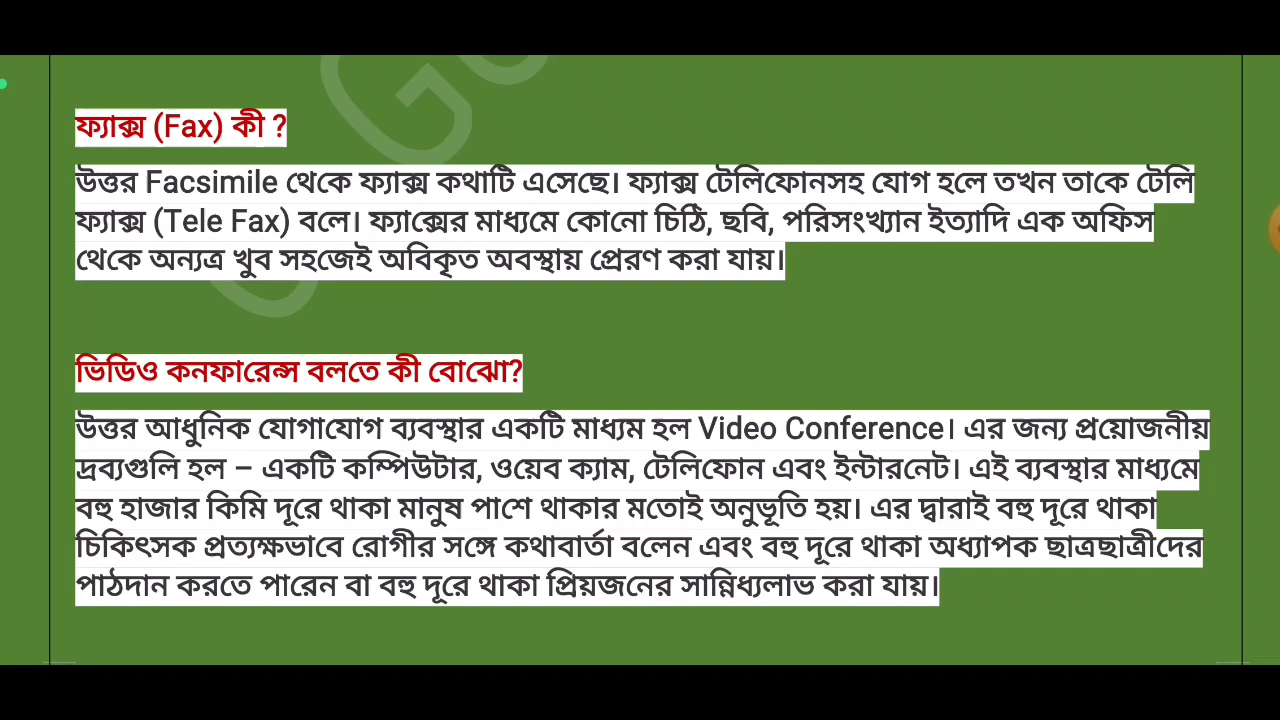 ফ্যাক্স (Fax) কী ?
উত্তর Facsimile থেকে ফ্যাক্স কথাটি এসেছে। ফ্যাক্স টেলিফোনসহ যোগ হলে তখন তাকে টেলি
ফ্যাক্স (Tele Fax) বলে। ফ্যাক্সের মাধ্যমে কোনো চিঠি, ছবি, পরিসংখ্যান ইত্যাদি এক অফিস
থেকে অন্যত্র খুব সহজেই অবিকৃত অবস্থায় প্রেরণ করা যায়।
ভিডিও কনফারেন্স বলতে কী বোঝো?
উত্তর আধুনিক যোগাযোগ ব্যবস্থার একটি মাধ্যম হল Video Conference। এর জন্য প্রয়োজনীয়
দ্রব্যগুলি হল – একটি কম্পিউটার, ওয়েব ক্যাম, টেলিফোন এবং ইন্টারনেট। এই ব্যবস্থার মাধ্যমে
বহু হাজার কিমি দূরে থাকা মানুষ পাশে থাকার মতোই অনুভূতি হয়। এর দ্বারাই বহু দূরে থাকা
চিকিৎসক প্রত্যক্ষভাবে রোগীর সঙ্গে কথাবার্তা বলেন এবং বহু দূরে থাকা অধ্যাপক ছাত্রছাত্রীদের
পাঠদান করতে পারেন বা বহু দূরে থাকা প্রিয়জনের সান্নিধ্যলাভ করা যায়।